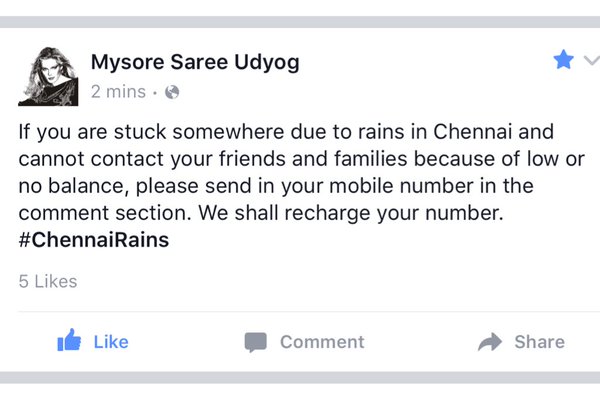 Mysore Saree Udyog
2 mins ·
If you are stuck somewhere due to rains in Chennai and
cannot contact your friends and families because of low or
no balance, please send in your mobile number in the
comment section. We shall recharge your number.
#ChennaiRains
5 Likes
Like Comment Share